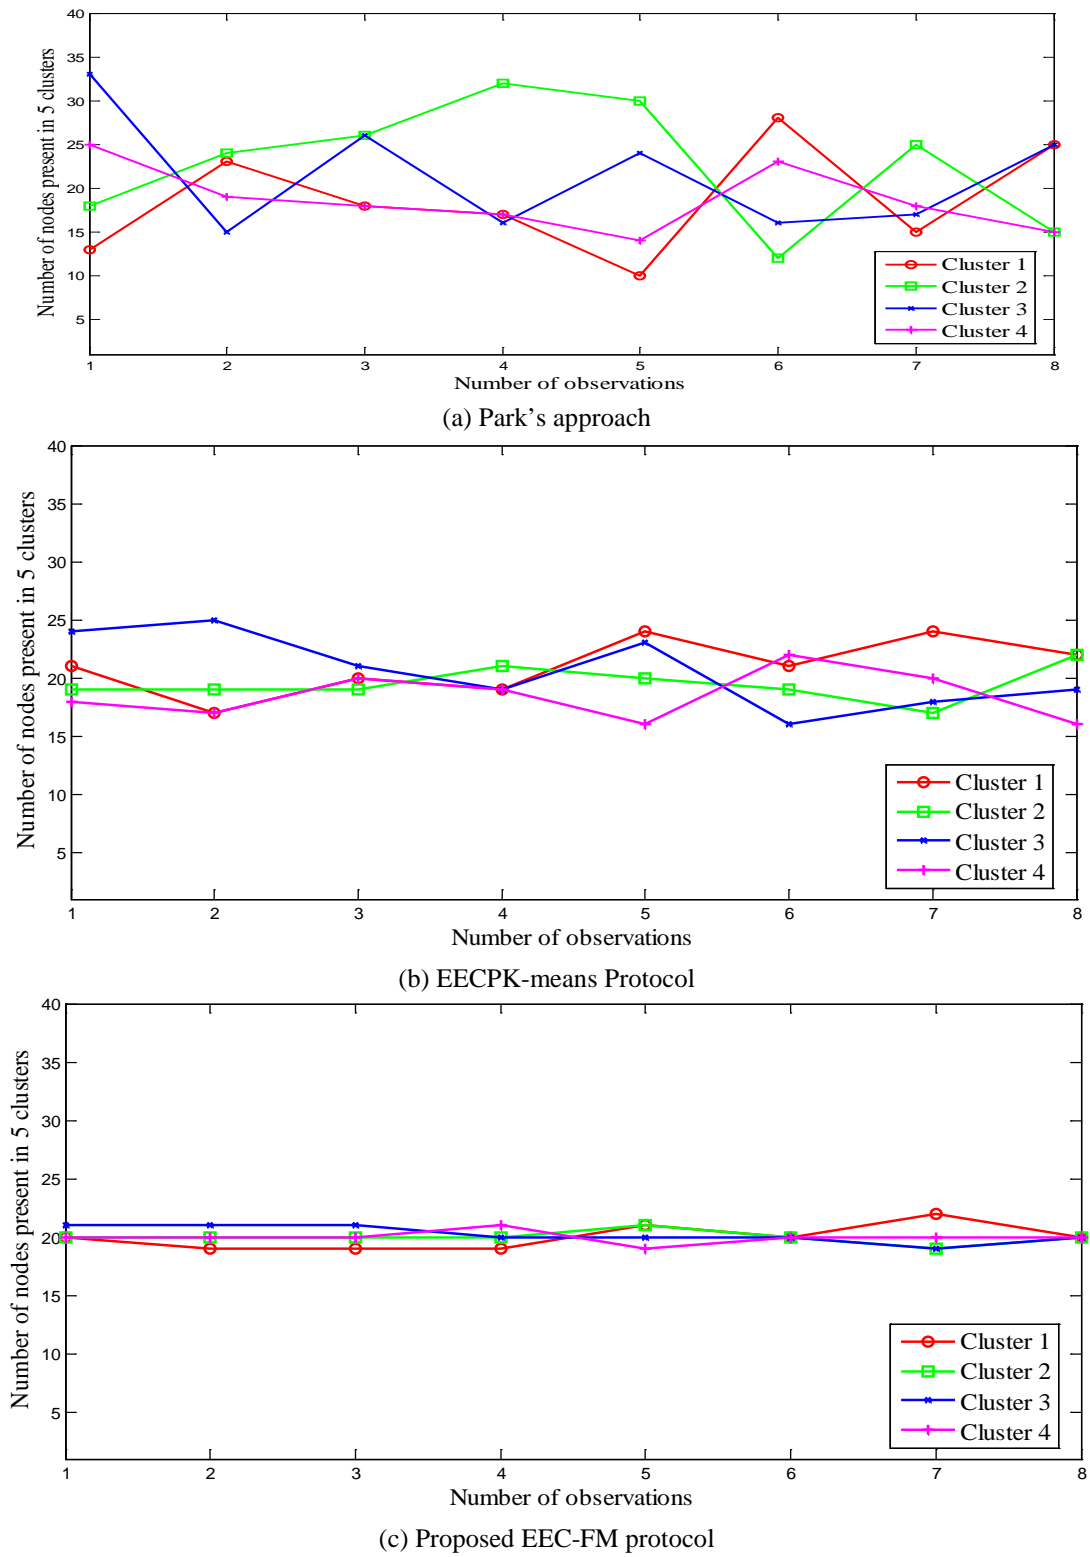 Number of nodes present in 5 clusters
40
35
30
25
20
15
10
5
1 2 3 4 5 6 7 8
Number of observations
Cluster 1
Cluster 2
Cluster 3
Cluster 4
(a) Park’s approach
Number of nodes present in 5 clusters
40
35
30
25
20
15
10
5
1 2 3 4 5 6 7 8
Number of observations
Cluster 1
Cluster 2
Cluster 3
Cluster 4
(b) EECPK-means Protocol
Number of nodes present in 5 clusters
40
35
30
25
20
15
10
5
1 2 3 4 5 6 7 8
Number of observations
Cluster 1
Cluster 2
Cluster 3
Cluster 4
(c) Proposed EEC-FM protocol